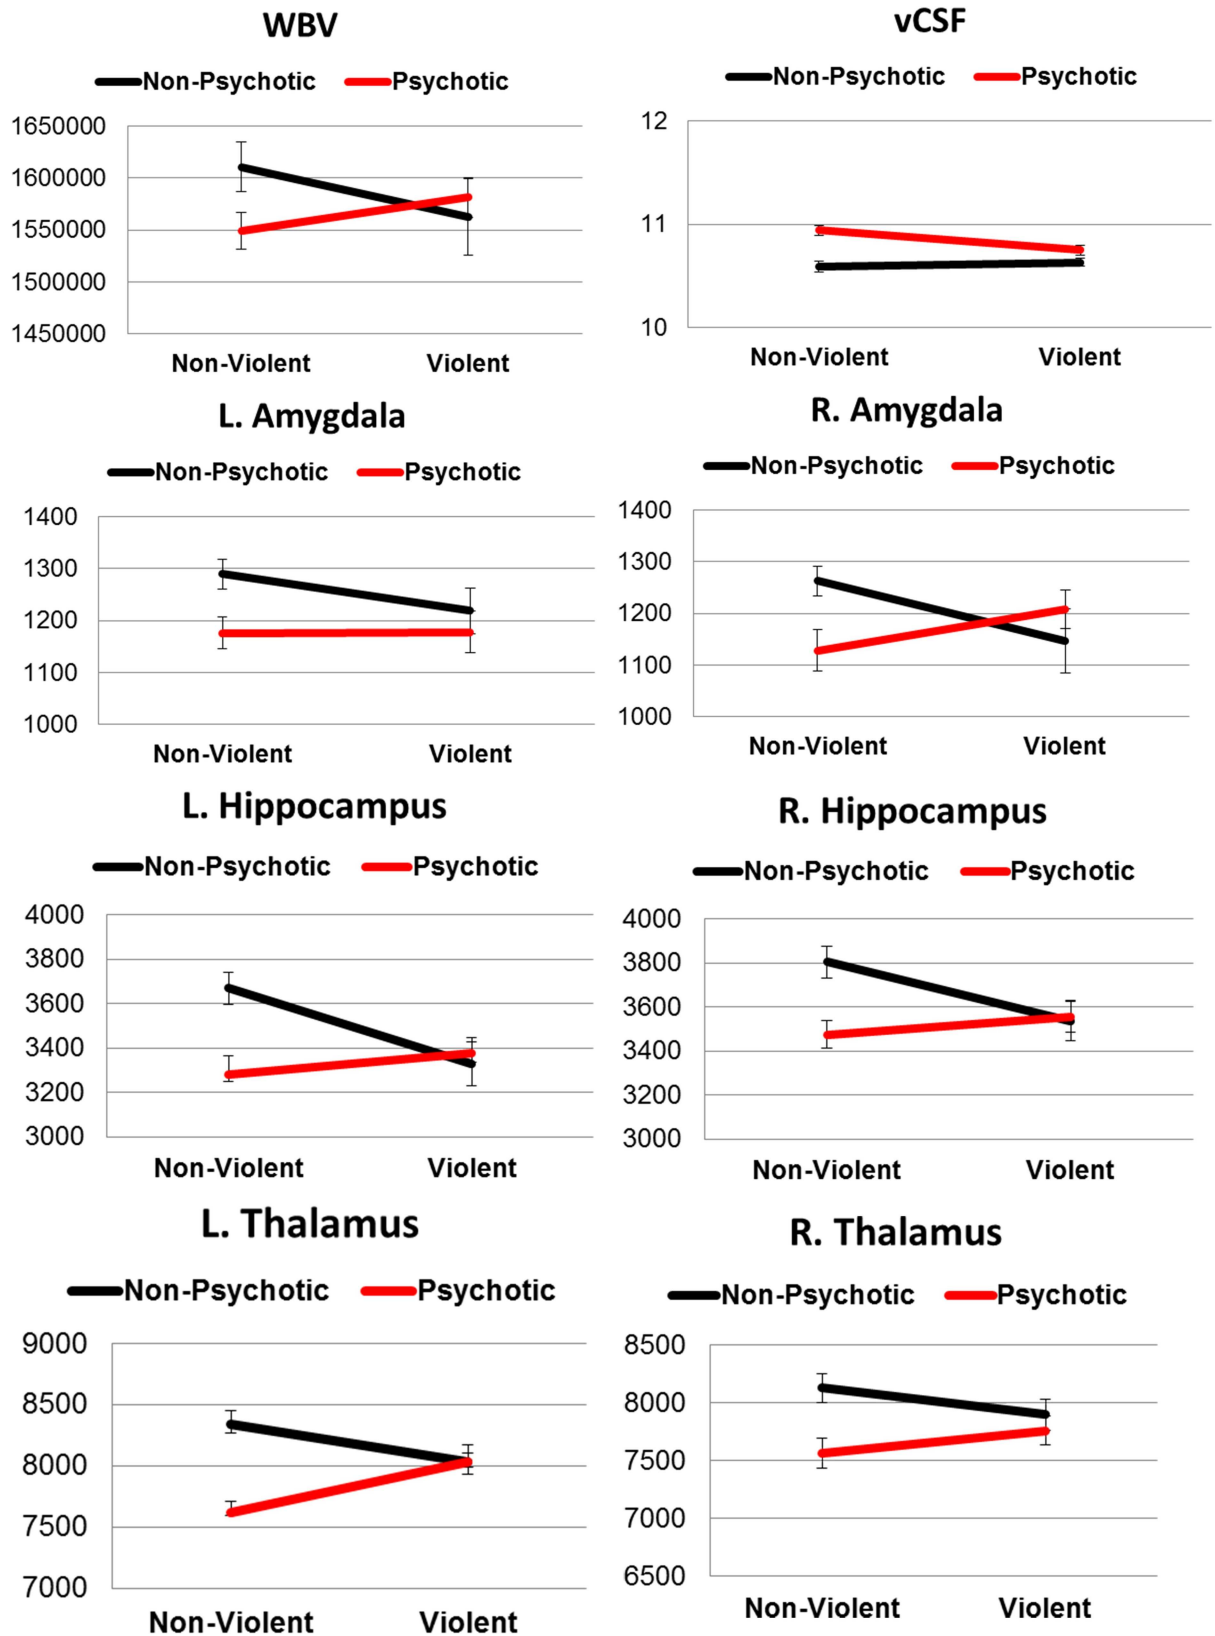 WBV
Non-Psychotic Psychotic
1650000
1600000
1550000
1500000
1450000
Non-Violent Violent
vCSF
Non-Psychotic Psychotic
12
11
10
Non-Violent Violent
L. Amygdala
Non-Psychotic Psychotic
1400
1300
1200
1100
1000
Non-Violent Violent
R. Amygdala
Non-Psychotic Psychotic
1400
1300
1200
1100
1000
Non-Violent Violent
L. Hippocampus
Non-Psychotic Psychotic
4000
3800
3600
3400
3200
3000
Non-Violent Violent
R. Hippocampus
Non-Psychotic Psychotic
4000
3800
3600
3400
3200
3000
Non-Violent Violent
L. Thalamus
Non-Psychotic Psychotic
9000
8500
8000
7500
7000
Non-Violent Violent
R. Thalamus
Non-Psychotic Psychotic
8500
8000
7500
7000
6500
Non-Violent Violent